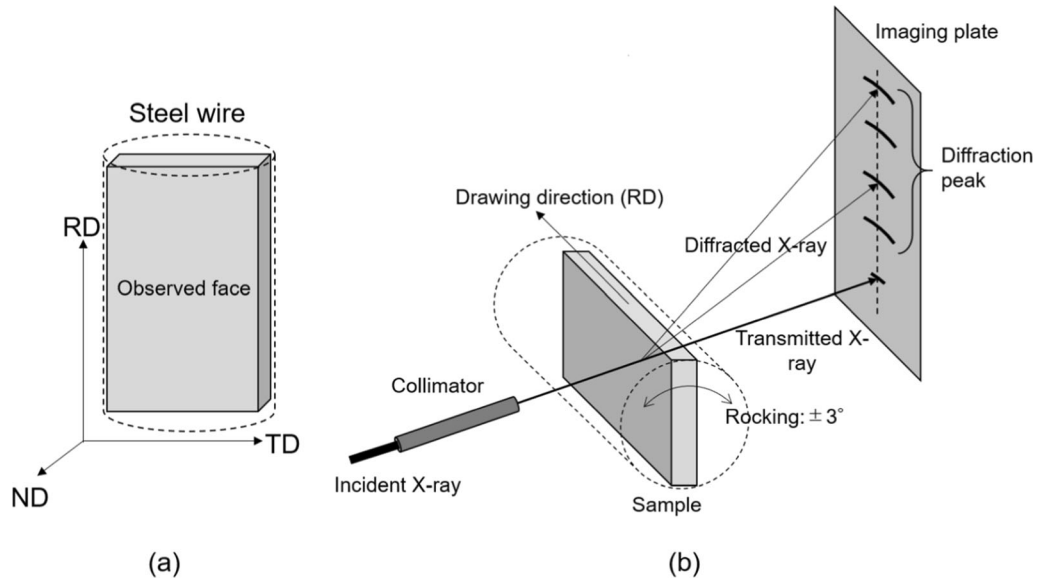 Steel wire
RD
Observed face
TD
ND
(a)
Imaging plate
Diffraction
peak
Drawing direction (RD)
Diffracted X-ray
Transmitted X-
ray
Collimator
Rocking: ±3°
Incident X-ray
Sample
(b)